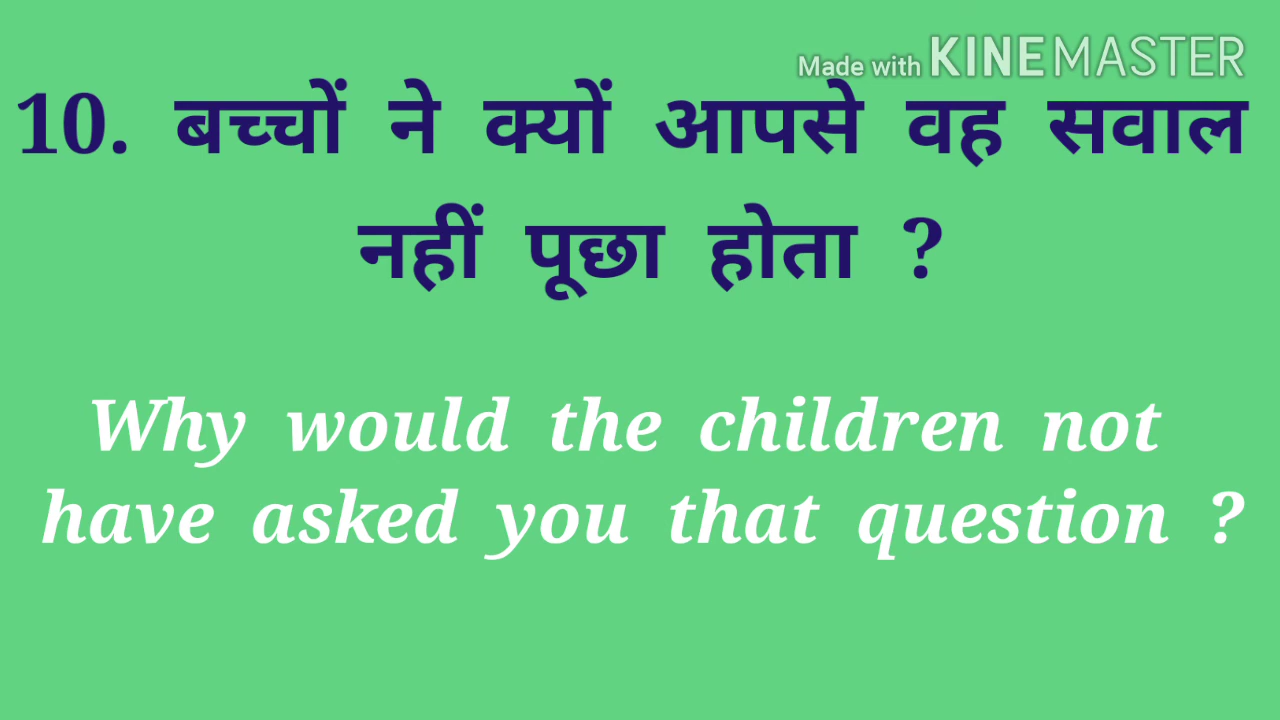 Made with KINEMASTER
10. बच्चों ने क्यों आपसे वह सवाल
नहीं पूछा होता ?
Why would the children not
have asked you that question ?